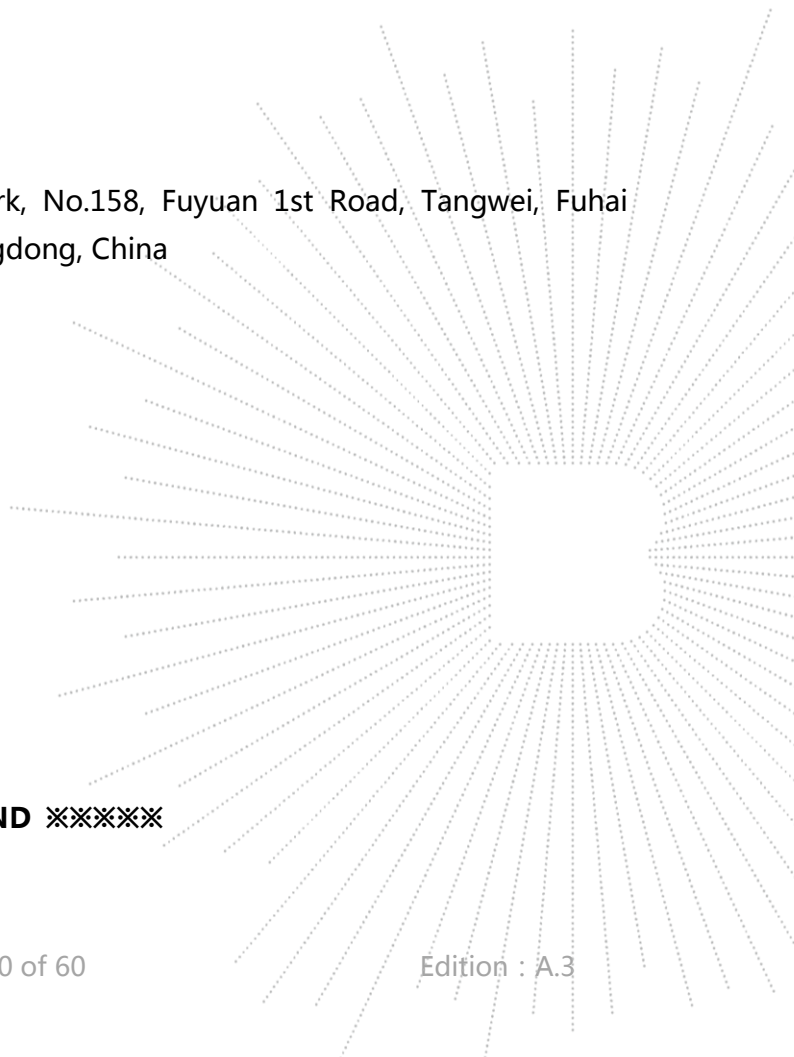 rk, No.158, Fuyuan 1st Road, Tangwei, Fuhai
gdong, China
ND ※※※※※
0 of 60 Edition：A.3